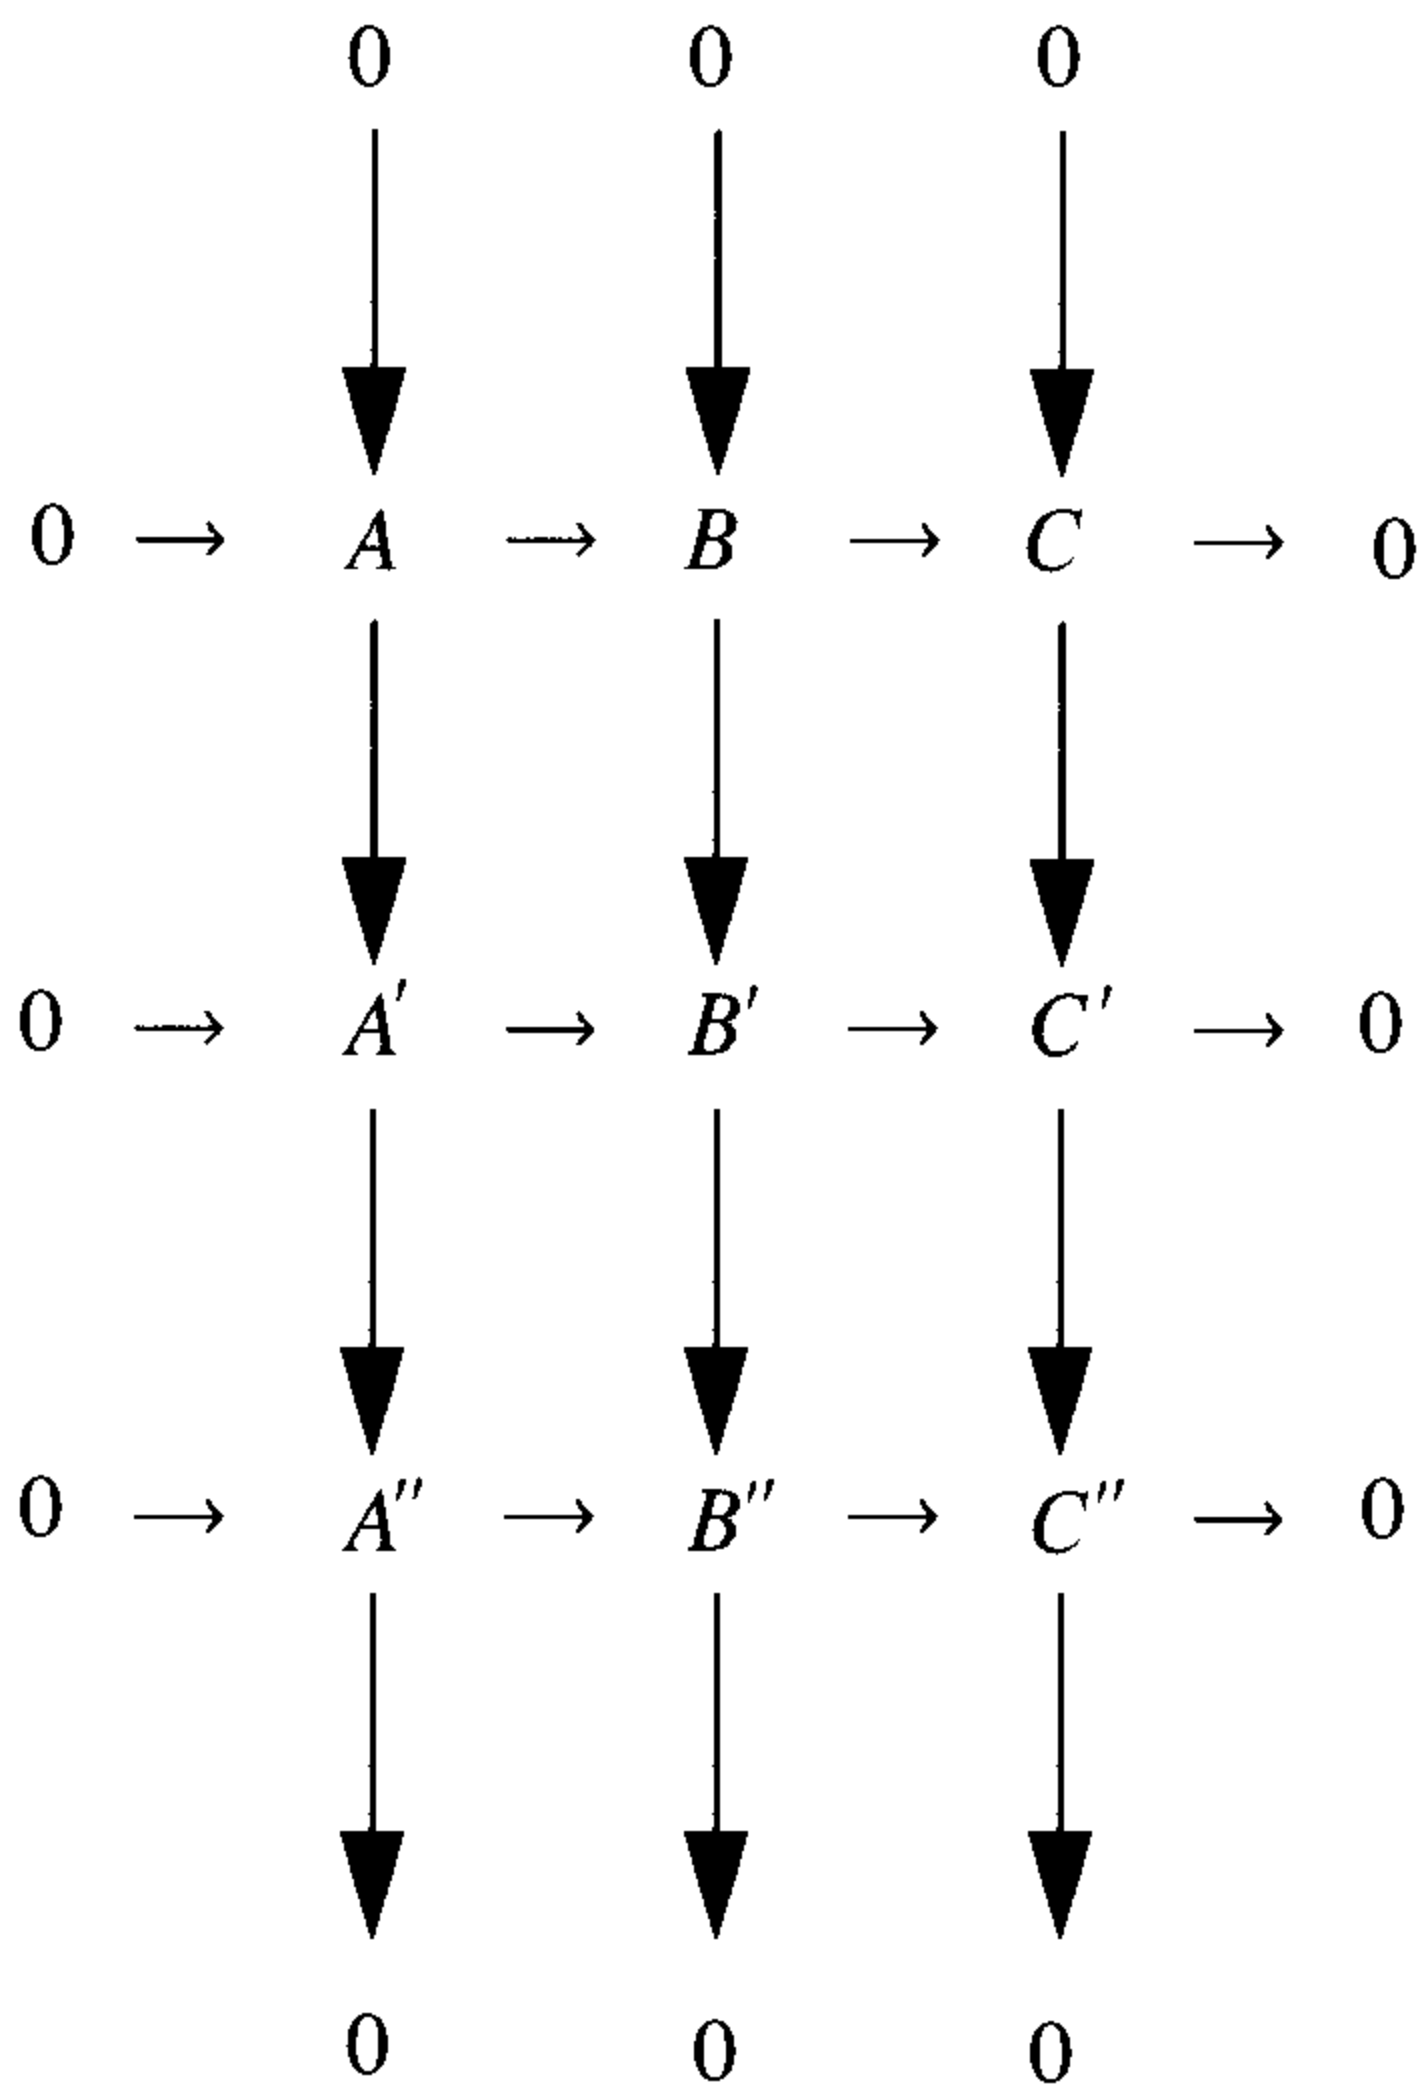 0 0 0
0 → A → B → C → 0
0 → A′ → B′ → C′ → 0
0 → A″ → B″ → C″ → 0
0 0 0